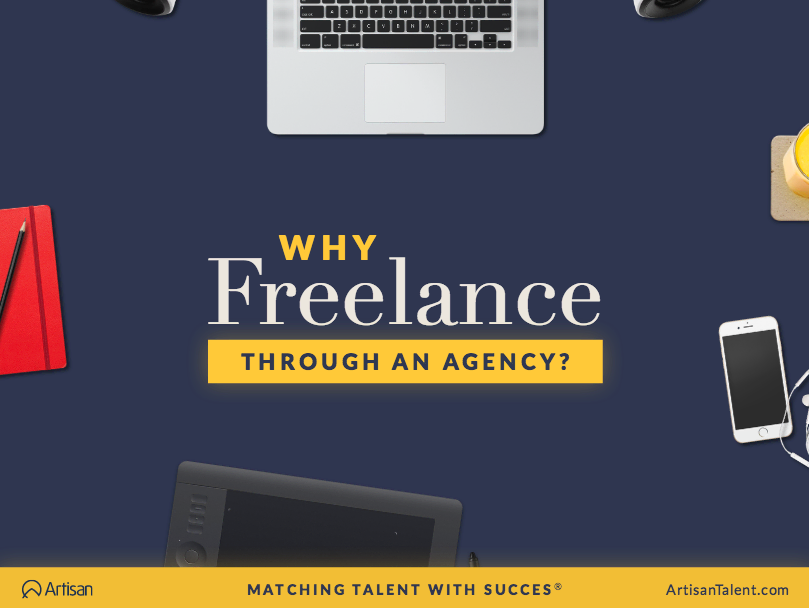 WHY
Freelance
THROUGH AN AGENCY?
Artisan
MATCHING TALENT WITH SUCCES®
ArtisanTalent.com